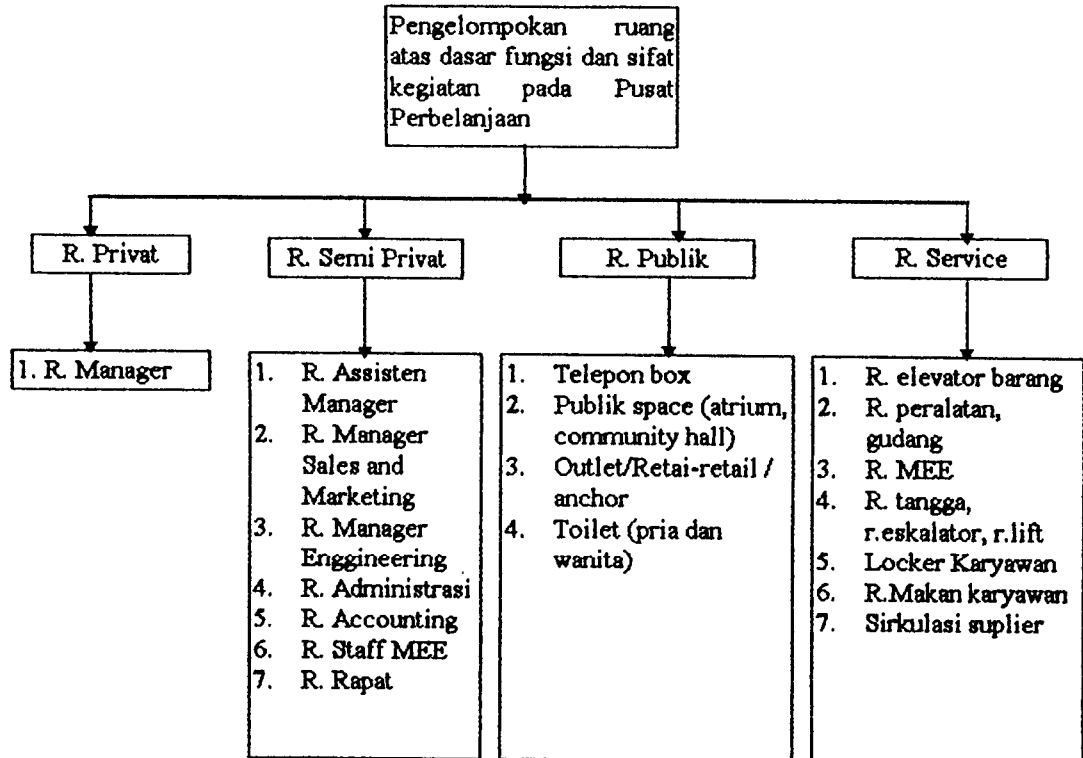 Pengelompokan ruang
atas dasar fungsi dan sifat
kegiatan pada Pusat
Perbelanjaan
R. Privat
R. Semi Privat
R. Publik
R. Service
1. R. Manager
1. R. Assisten
Manager
2. R. Manager
Sales and
Marketing
3. R. Manager
Enggineering
4. R. Administrasi
5. R. Accounting
6. R. Staff MEE
7. R. Rapat
1. Telepon box
2. Publik space (atrium,
community hall)
3. Outlet/Retai-retail /
anchor
4. Toilet (pria dan
wanita)
1. R. elevator barang
2. R. peralatan,
gudang
3. R. MEE
4. R. tangga,
r.eskalator, r.lift
5. Locker Karyawan
6. R.Makan karyawan
7. Sirkulasi suplier